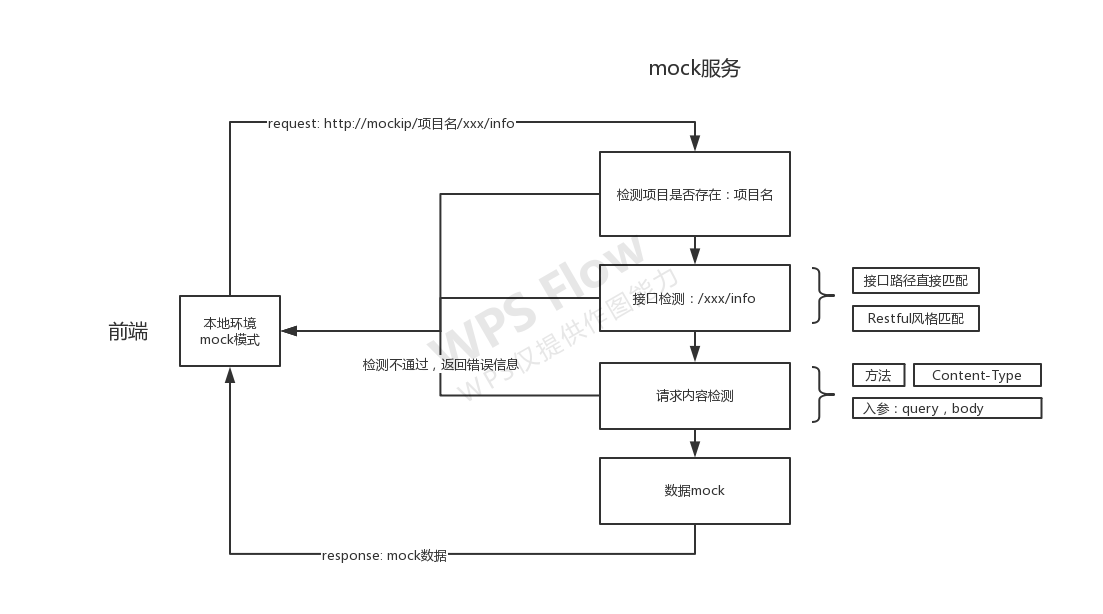 mock服务
request: http://mockip/项目名/xxx/info
检测项目是否存在：项目名
接口检测：/xxx/info
接口路径直接匹配
Restful风格匹配
前端
本地环境
mock模式
检测不通过，返回错误信息
请求内容检测
方法
Content-Type
入参：query，body
数据mock
response: mock数据
WPS Flow
WPS仅提供作图能力